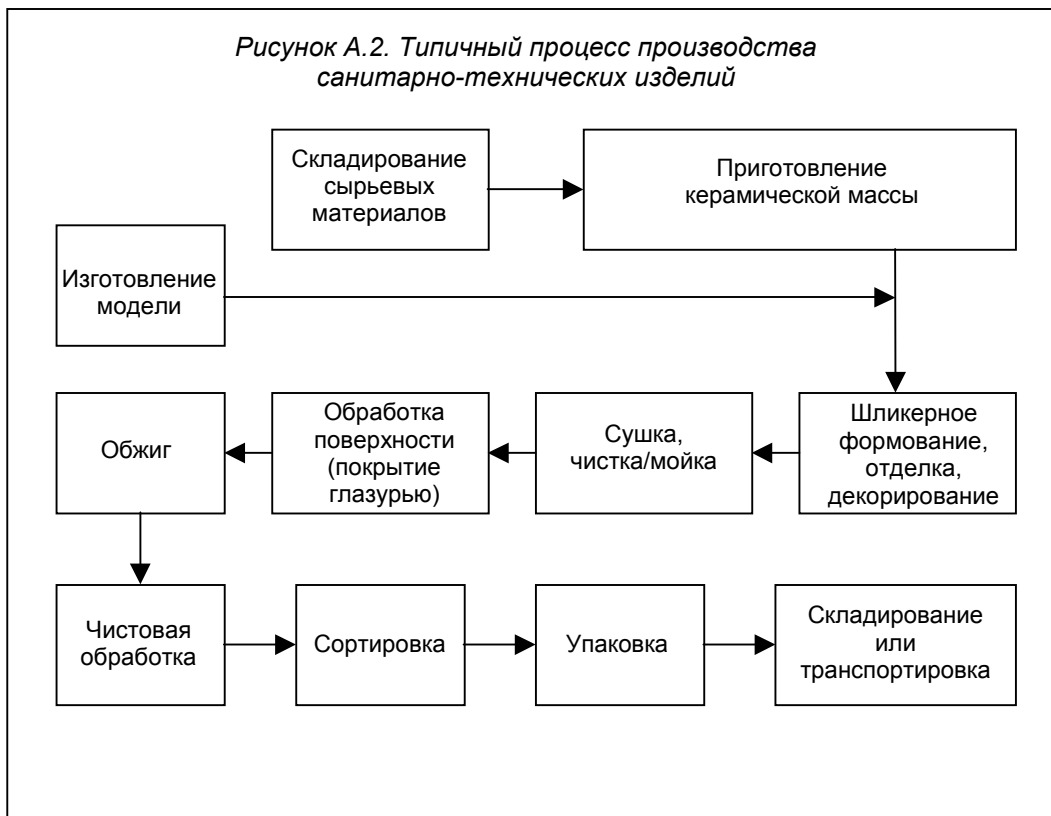 Рисунок А.2. Типичный процесс производства
санитарно-технических изделий
Складирование
сырьевых
материалов
Приготовление
керамической массы
Изготовление
модели
Обжиг
Обработка
поверхности
(покрытие
глазурью)
Сушка,
чистка/мойка
Шликерное
формование,
отделка,
декорирование
Чистовая
обработка
Сортировка
Упаковка
Складирование
или
транспортировка